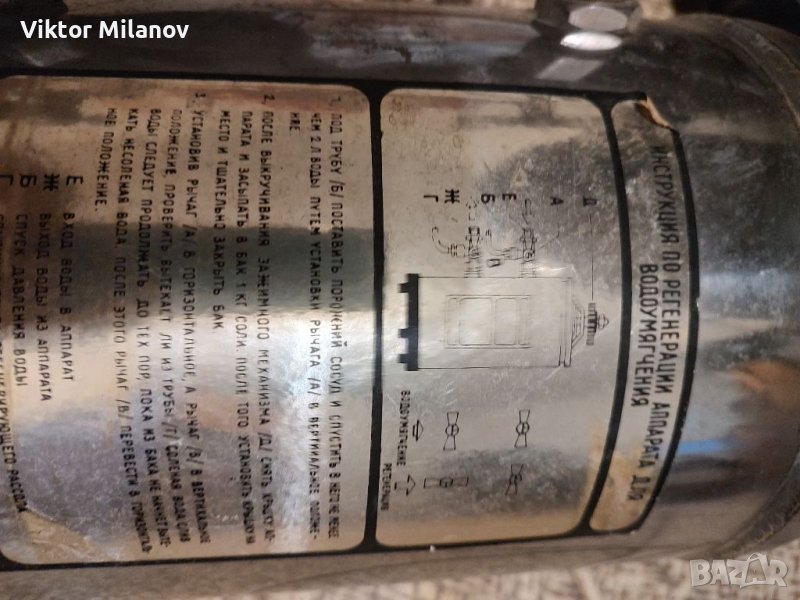 Viktor Milanov
ИНСТРУКЦИЯ ПО РЕГЕНЕРАЦИИ АППАРАТА ДЛЯ
ВОДОУМЯГЧЕНИЯ
Д
А
Е
Б
Ж
Г
В
ВОДОУМЯГЧЕНИЕ
РЕГЕНЕРАЦИЯ
1. ПОД ТРУБУ /Б/ ПОСТАВИТЬ ПОРОЖНИЙ СОСУД И СПУСТИТЬ В НЕГО НЕ МЕНЕЕ
ЧЕМ 2 Л ВОДЫ ПУТЕМ УСТАНОВКИ РЫЧАГА /А/ В ВЕРТИКАЛЬНОЕ ПОЛОЖЕ-
НИЕ.
2. ПОСЛЕ ВЫКРУЧИВАНИЯ ЗАЖИМНОГО МЕХАНИЗМА /Д/ СНЯТЬ КРЫШКУ АП-
ПАРАТА И ЗАСЫПАТЬ В БАК 1 КГ СОЛИ. ПОСЛЕ ТОГО УСТАНОВИТЬ КРЫШКУ НА
МЕСТО И ТЩАТЕЛЬНО ЗАКРЫТЬ БАК.
3. УСТАНОВИВ РЫЧАГ /А/ В ГОРИЗОНТАЛЬНОЕ, А РЫЧАГ /В/ В ВЕРТИКАЛЬНОЕ
ПОЛОЖЕНИЕ, ПРОВЕРИТЬ ВЫТЕКАЕТ ЛИ ИЗ ТРУБЫ /Г/ СОЛЕНАЯ ВОДА СЛИВ
ВОДЫ СЛЕДУЕТ ПРОДОЛЖАТЬ ДО ТЕХ ПОР, ПОКА ИЗ БАКА НЕ НАЧНЕТ ВЫТЕ-
КАТЬ НЕСОЛЕНАЯ ВОДА. ПОСЛЕ ЭТОГО РЫЧАГ /В/ ПЕРЕВЕСТИ В ГОРИЗОНТАЛЬ-
НОЕ ПОЛОЖЕНИЕ.
Е ВХОД ВОДЫ В АППАРАТ
Ж ВЫХОД ВОДЫ ИЗ АППАРАТА
Б СПУСК ДАВЛЕНИЯ ВОДЫ
Г РАССОЛА
BAZAR